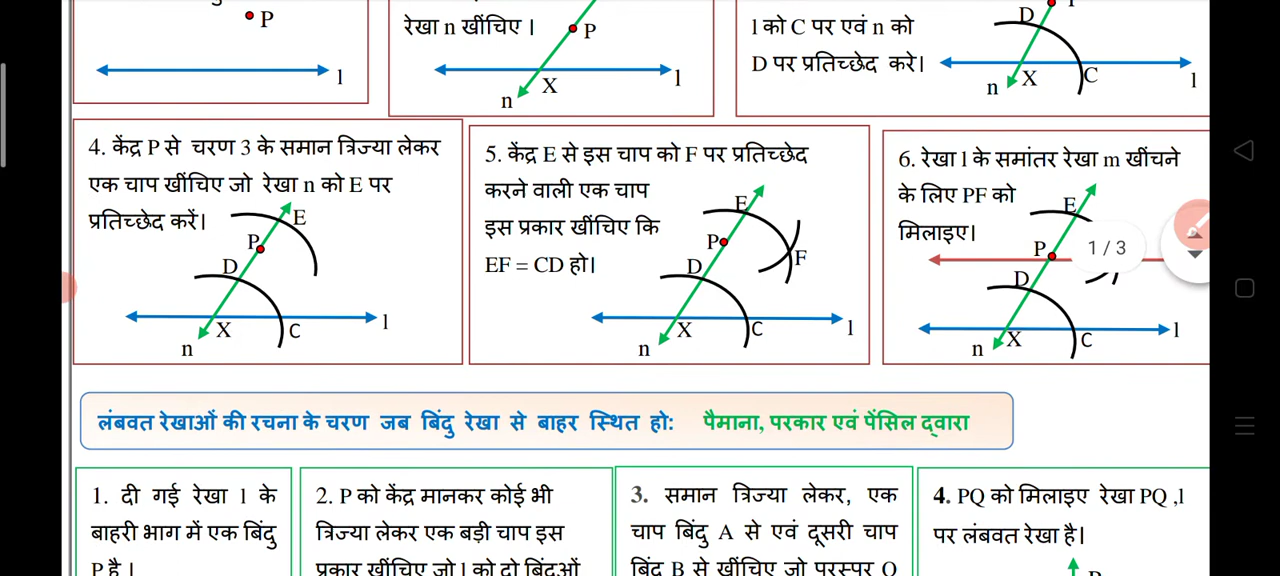 P
l
रेखा n खींचिए ।
P
X
l
n
l को C पर एवं n को
D पर प्रतिच्छेद करे।
D
X
C
n
l
4. केंद्र P से चरण 3 के समान त्रिज्या लेकर
एक चाप खींचिए जो रेखा n को E पर
प्रतिच्छेद करें।
E
P
D
X
C
l
n
5. केंद्र E से इस चाप को F पर प्रतिच्छेद
करने वाली एक चाप
इस प्रकार खींचिए कि
EF = CD हो।
E
P
F
D
X
C
l
n
6. रेखा l के समांतर रेखा m खींचने
के लिए PF को
मिलाइए।
E
P
1 / 3
D
X
C
l
n
लंबवत रेखाओं की रचना के चरण जब बिंदु रेखा से बाहर स्थित हो: पैमाना, परकार एवं पेंसिल द्वारा
1. दी गई रेखा l के
बाहरी भाग में एक बिंदु
P है ।
2. P को केंद्र मानकर कोई भी
त्रिज्या लेकर एक बड़ी चाप इस
प्रकार खींचिए जो l को दो बिंदुओं
3. समान त्रिज्या लेकर, एक
चाप बिंदु A से एवं दूसरी चाप
बिंदु B से खींचिए जो परस्पर Q
4. PQ को मिलाइए रेखा PQ ,l
पर लंबवत रेखा है।